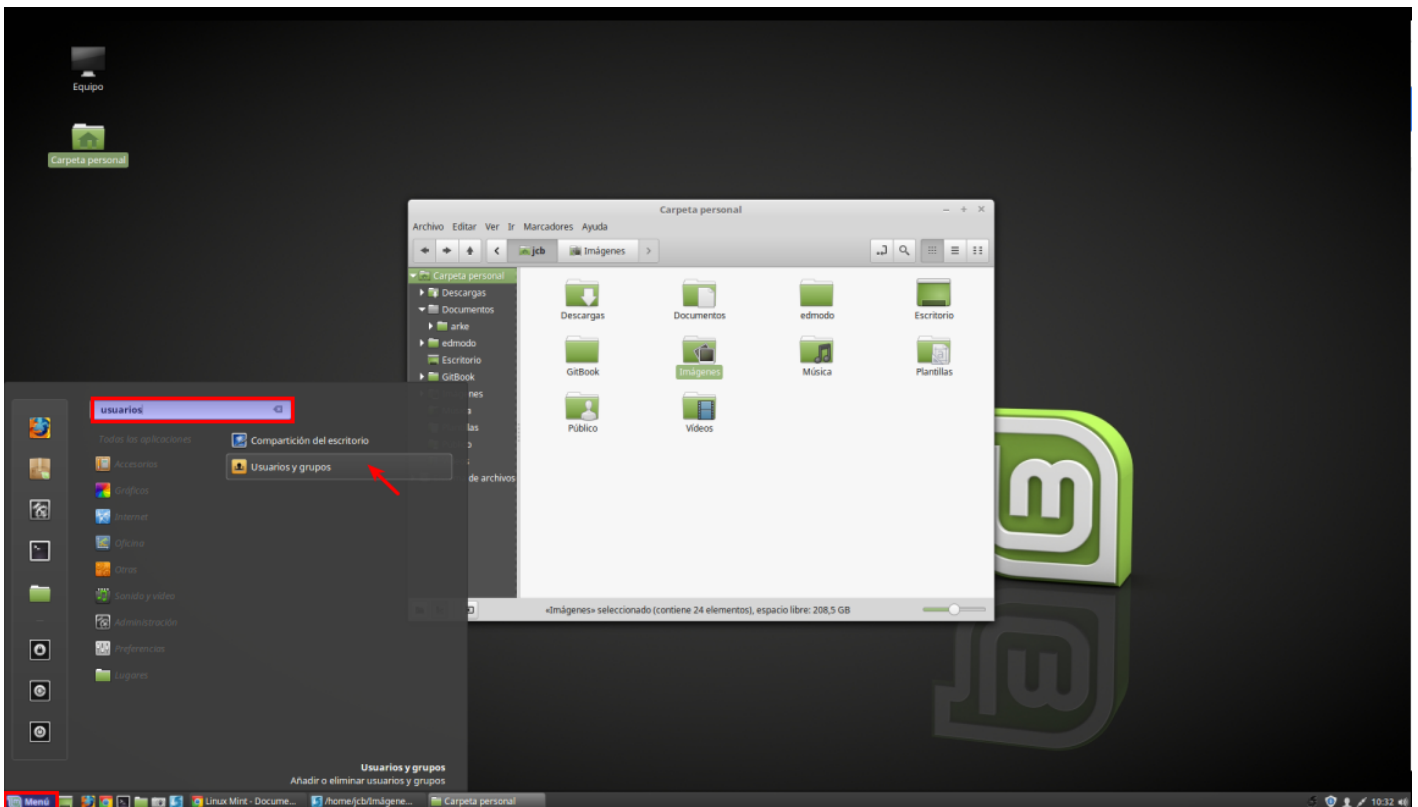 Equipo
Carpeta personal
Carpeta personal
Archivo Editar Ver Ir Marcadores Ayuda
jcb Imágenes
Carpeta personal
Descargas
Documentos
arke
edmodo
Escritorio
GitBook
nes
las
de archivos
Descargas Documentos edmodo Escritorio
GitBook Imágenes Música Plantillas
Público Vídeos
«Imágenes» seleccionado (contiene 24 elementos), espacio libre: 208,5 GB
usuarios
Todas las aplicaciones
Accesorios
Gráficos
Internet
Oficina
Otros
Sonido y vídeo
Administración
Preferencias
Lugares
Compartición del escritorio
Usuarios y grupos
Usuarios y grupos
Añadir o eliminar usuarios y grupos
Menú Linux Mint - Docume... /home/jcb/Imágene... Carpeta personal 10:32